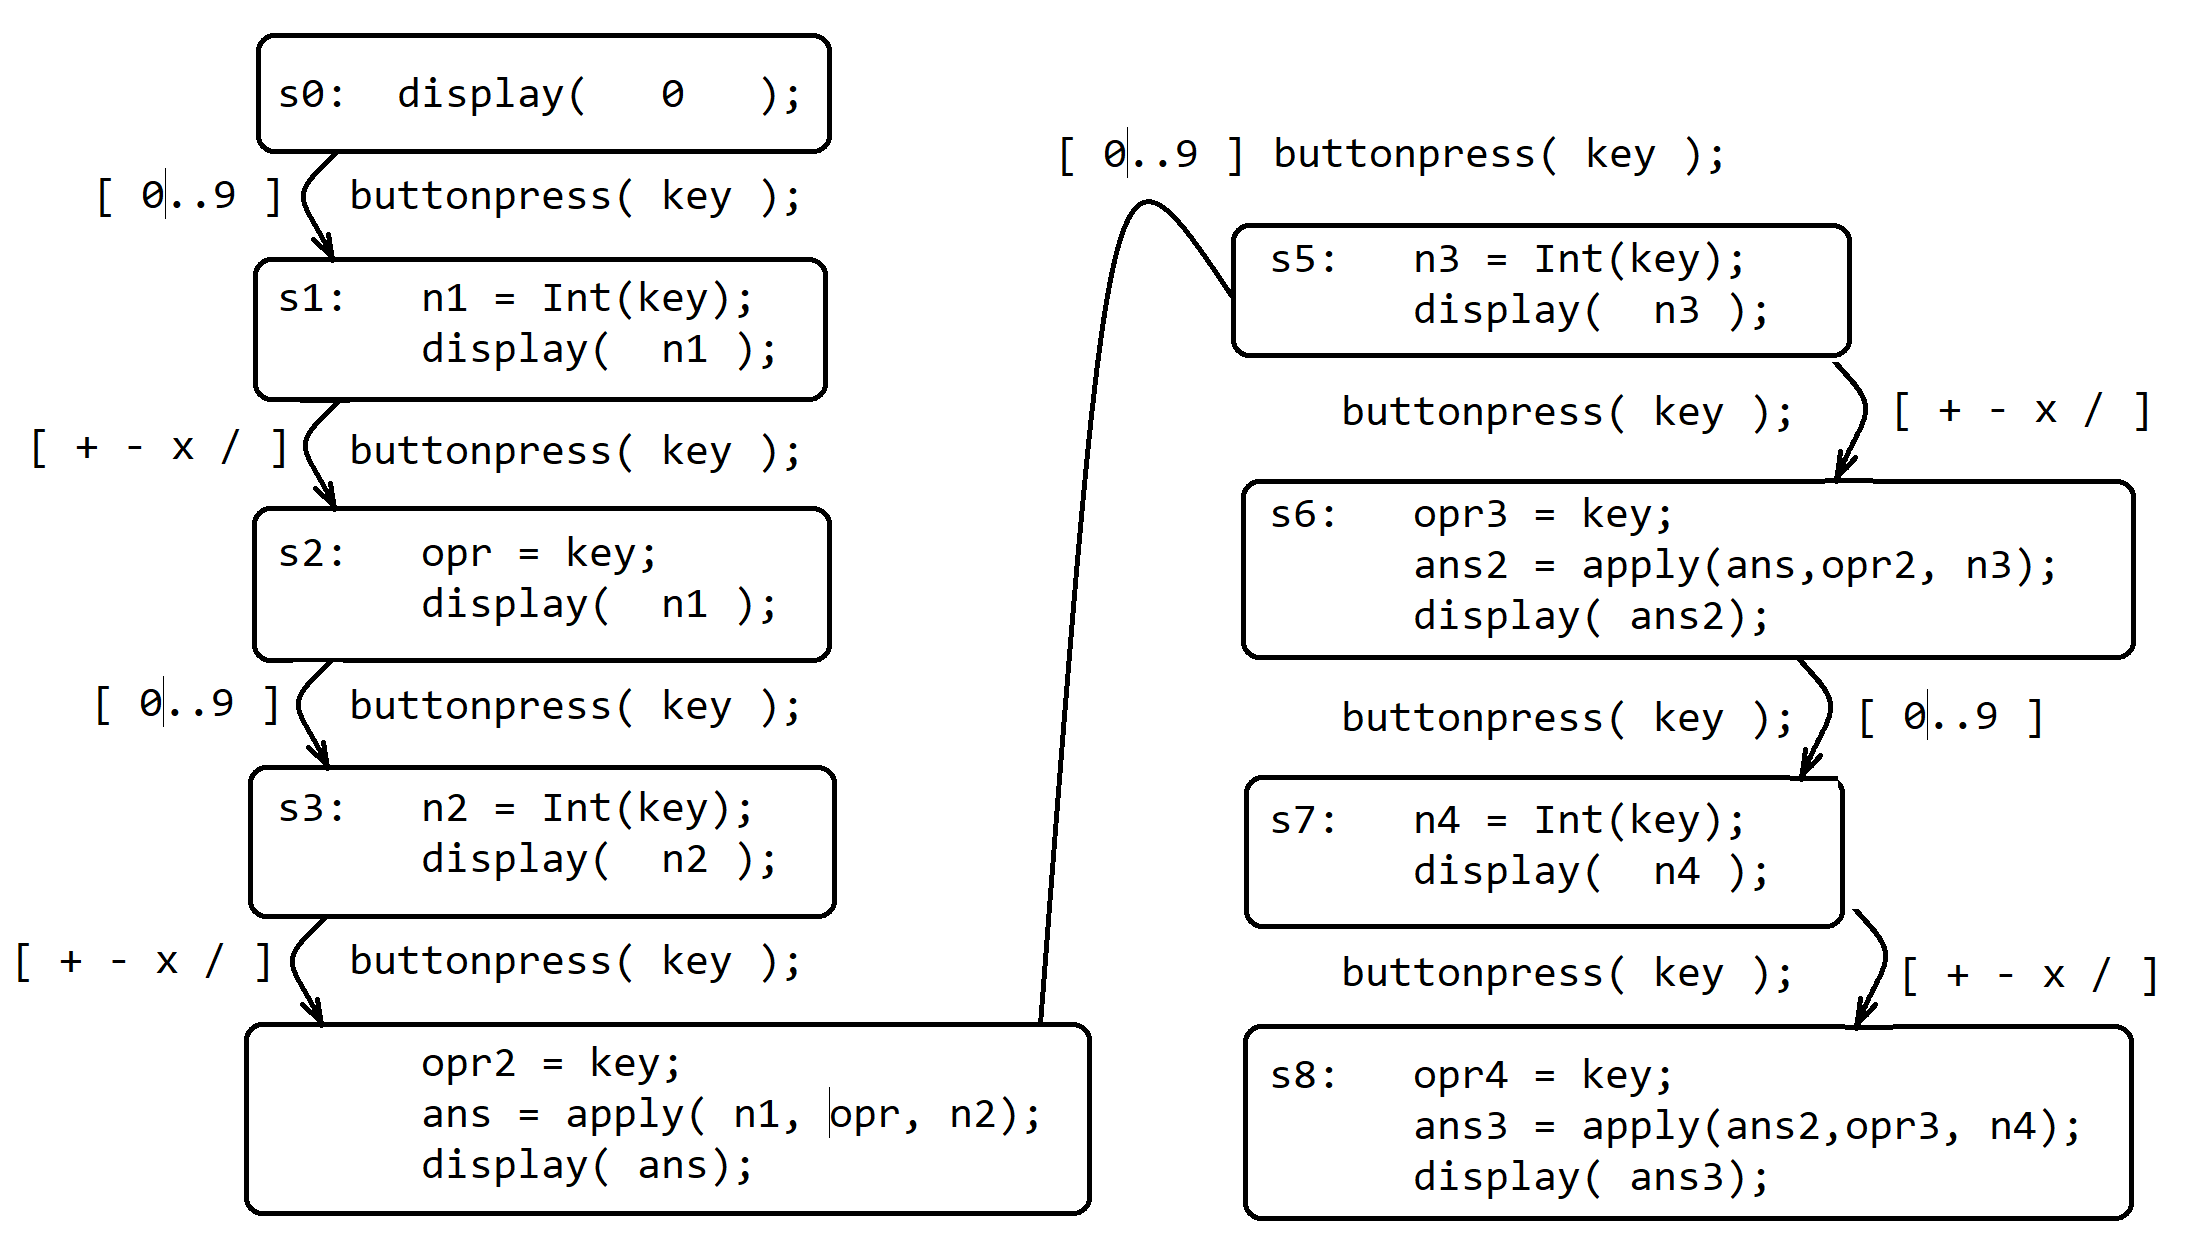 s0:  display(   0   );
[ 0..9 ]  buttonpress( key );
s1:   n1 = Int(key);
display(  n1 );
[ + - x / ]  buttonpress( key );
s2:   opr = key;
display(  n1 );
[ 0..9 ]  buttonpress( key );
s3:   n2 = Int(key);
display(  n2 );
[ + - x / ]  buttonpress( key );
opr2 = key;
ans = apply( n1, opr, n2);
display( ans);
[ 0..9 ] buttonpress( key );
s5:   n3 = Int(key);
display(  n3 );
buttonpress( key );  [ + - x / ]
s6:   opr3 = key;
ans2 = apply(ans,opr2, n3);
display( ans2);
buttonpress( key );  [ 0..9 ]
s7:   n4 = Int(key);
display(  n4 );
buttonpress( key );  [ + - x / ]
s8:   opr4 = key;
ans3 = apply(ans2,opr3, n4);
display( ans3);